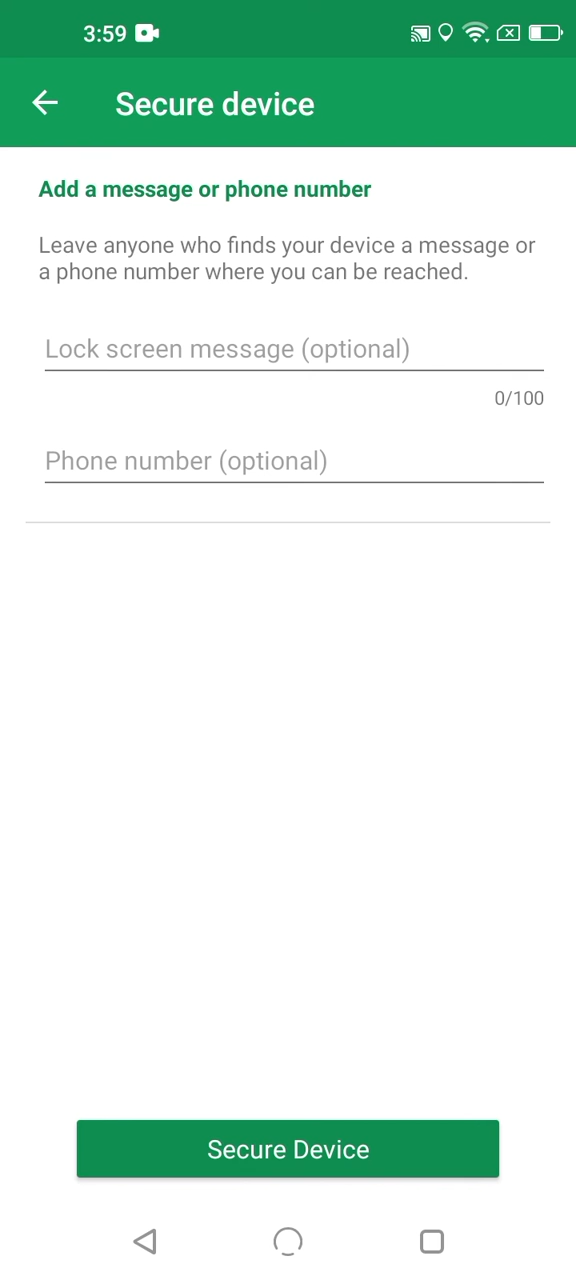 3:59
Secure device
Add a message or phone number
Leave anyone who finds your device a message or
a phone number where you can be reached.
Lock screen message (optional)
0/100
Phone number (optional)
Secure Device